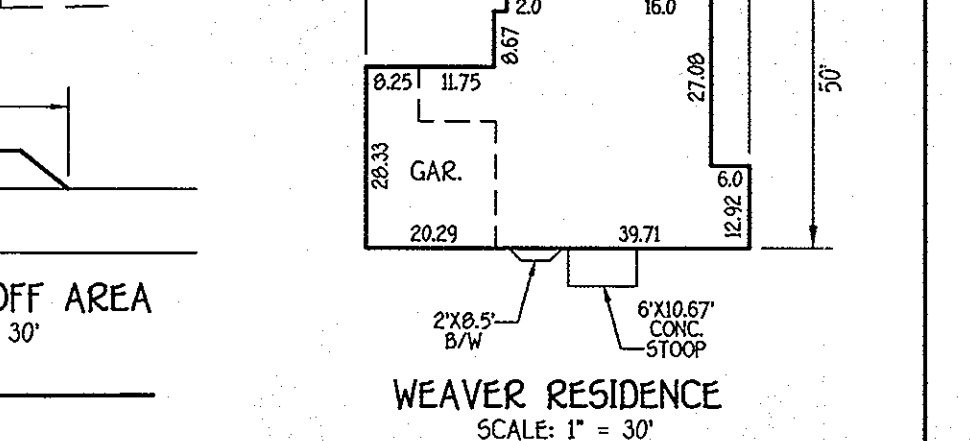 2.0 16.0
8.67
8.25 11.75
27.08
50'
28.33
GAR.
6.0
12.92
20.29 39.71
OFF AREA
30'
2'X8.5'
B/W
6'X10.67'
CONC.
STOOP
WEAVER RESIDENCE
SCALE: 1" = 30'